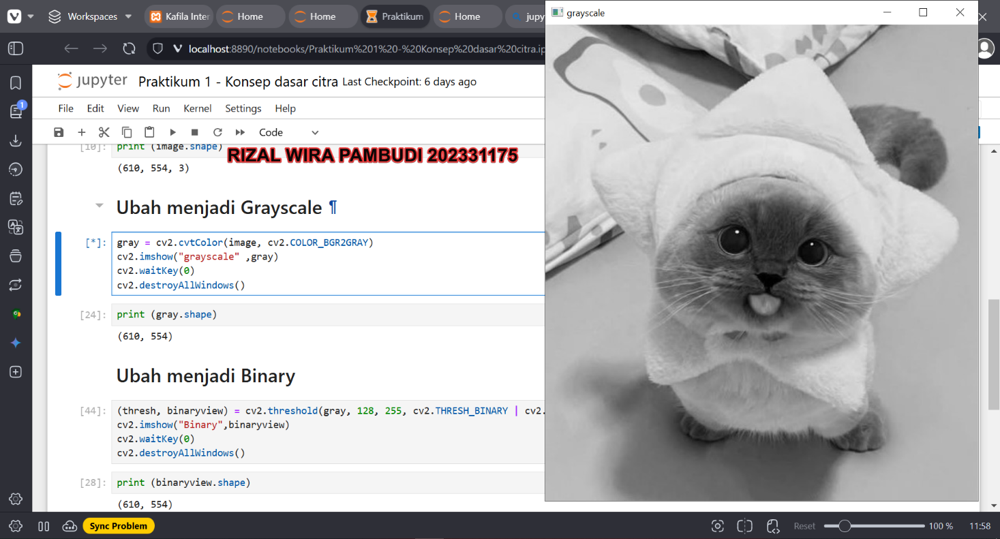 Workspaces
Kafila Inter
Home
Home
Praktikum
Home
jupy
grayscale
localhost:8890/notebooks/Praktikum%201%20-%20Konsep%20dasar%20citra.ip
1
jupyter Praktikum 1 - Konsep dasar citra Last Checkpoint: 6 days ago
File Edit View Run Kernel Settings Help
Code
[10]: print (image.shape)
RIZAL WIRA PAMBUDI 202331175
(610, 554, 3)
Ubah menjadi Grayscale ¶
[*]: gray = cv2.cvtColor(image, cv2.COLOR_BGR2GRAY)
cv2.imshow("grayscale" ,gray)
cv2.waitKey(0)
cv2.destroyAllWindows()
[24]: print (gray.shape)
(610, 554)
Ubah menjadi Binary
[44]: (thresh, binaryview) = cv2.threshold(gray, 128, 255, cv2.THRESH_BINARY | cv2.
cv2.imshow("Binary",binaryview)
cv2.waitKey(0)
cv2.destroyAllWindows()
[28]: print (binaryview.shape)
(610, 554)
Sync Problem
Reset
100 %
11:58